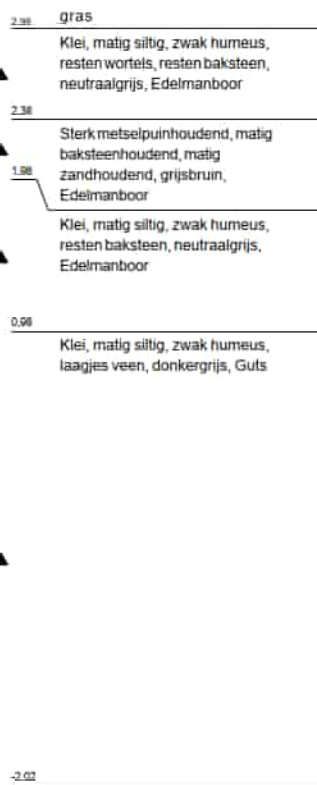 2.98
gras
Klei, matig siltig, zwak humeus,
resten wortels, resten baksteen,
neutraalgrijs, Edelmanboor
2.38
Sterk metselpuinhoudend, matig
baksteenhoudend, matig
1.98
zandhoudend, grijsbruin,
Edelmanboor
Klei, matig siltig, zwak humeus,
resten baksteen, neutraalgrijs,
Edelmanboor
0,98
Klei, matig siltig, zwak humeus,
laagjes veen, donkergrijs, Guts
-2.02